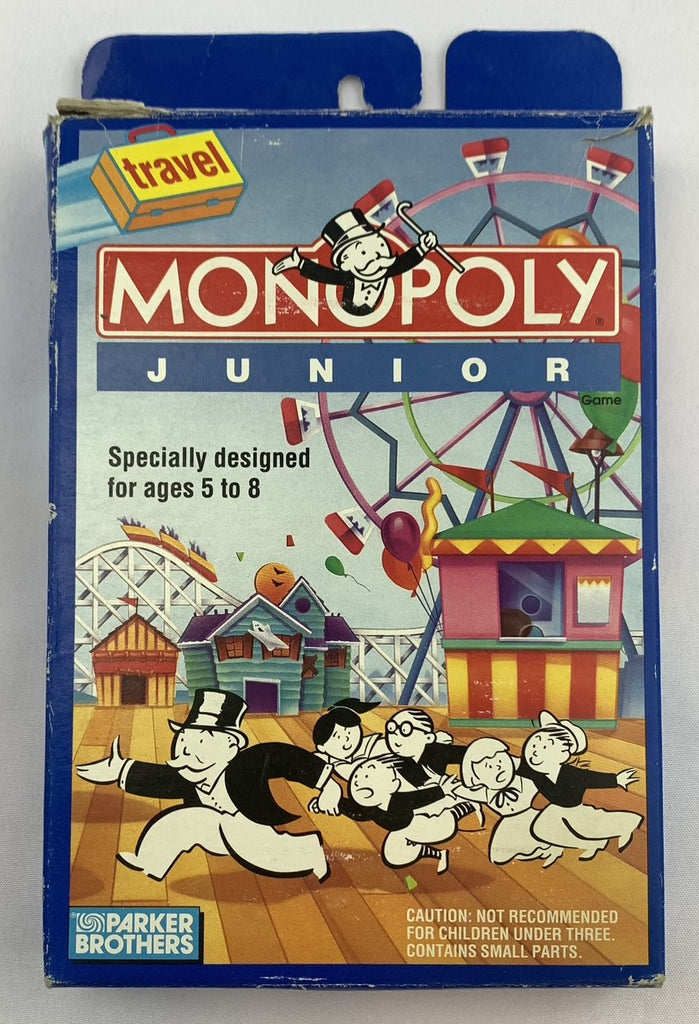 travel
MONOPOLY®
JUNIOR
Game
Specially designed
for ages 5 to 8
®PARKER
BROTHERS
CAUTION: NOT RECOMMENDED
FOR CHILDREN UNDER THREE.
CONTAINS SMALL PARTS.